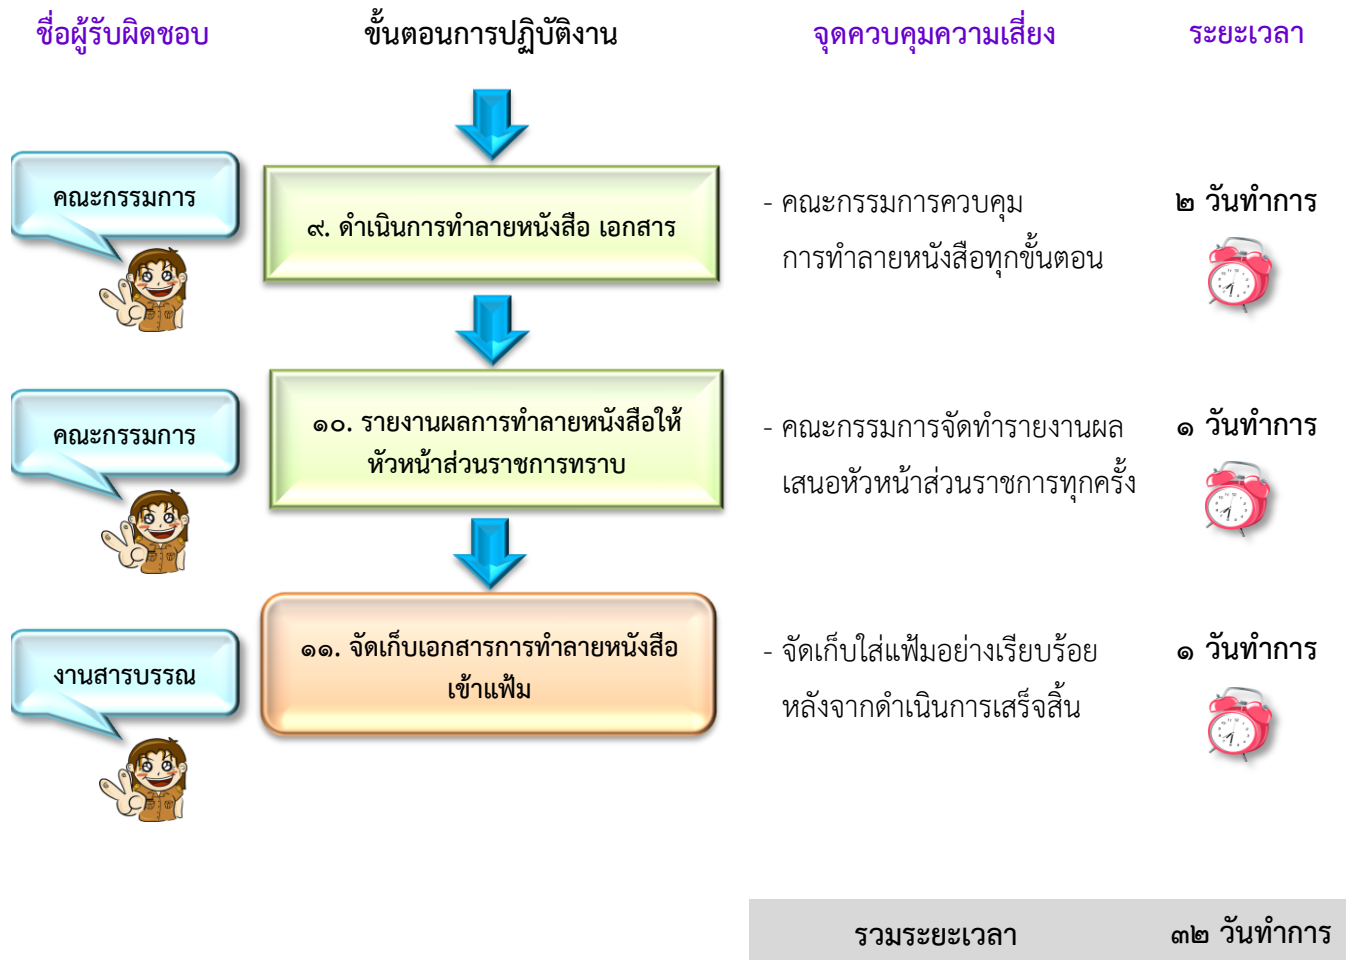 ชื่อผู้รับผิดชอบ ขั้นตอนการปฏิบัติงาน จุดควบคุมความเสี่ยง ระยะเวลา
คณะกรรมการ
๙. ดำเนินการทำลายหนังสือ เอกสาร
- คณะกรรมการควบคุม
การทำลายหนังสือทุกขั้นตอน
๒ วันทำการ
คณะกรรมการ
๑๐. รายงานผลการทำลายหนังสือให้
หัวหน้าส่วนราชการทราบ
- คณะกรรมการจัดทำรายงานผล
เสนอหัวหน้าส่วนราชการทุกครั้ง
๑ วันทำการ
งานสารบรรณ
๑๑. จัดเก็บเอกสารการทำลายหนังสือ
เข้าแฟ้ม
- จัดเก็บใส่แฟ้มอย่างเรียบร้อย
หลังจากดำเนินการเสร็จสิ้น
๑ วันทำการ
รวมระยะเวลา ๓๒ วันทำการ